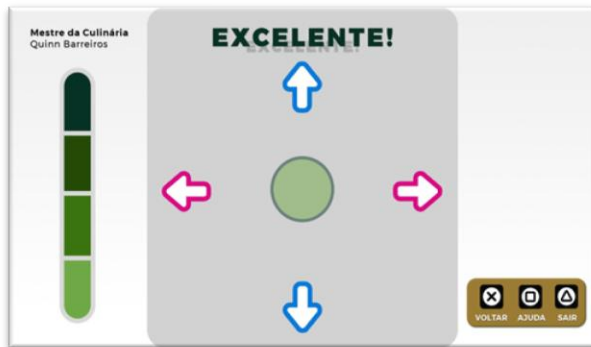 Mestre da Culinária
Quinn Barreiros
EXCELENTE!
VOLTAR AJUDA SAIR